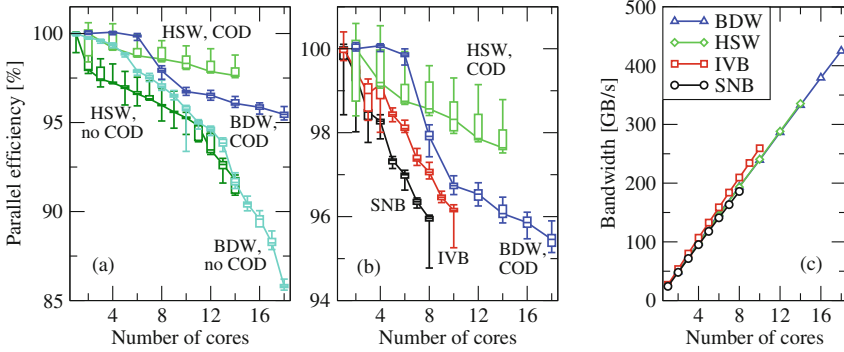 Parallel efficiency [%]
100
95
90
85
HSW, COD
HSW,
no COD
BDW,
COD
BDW,
no COD
(a)
4 8 12 16
Number of cores
100
98
96
94
HSW,
COD
SNB
IVB
BDW,
COD
(b)
4 8 12 16
Number of cores
Bandwidth [GB/s]
500
400
300
200
100
0
BDW
HSW
IVB
SNB
(c)
0 4 8 12 16
Number of cores